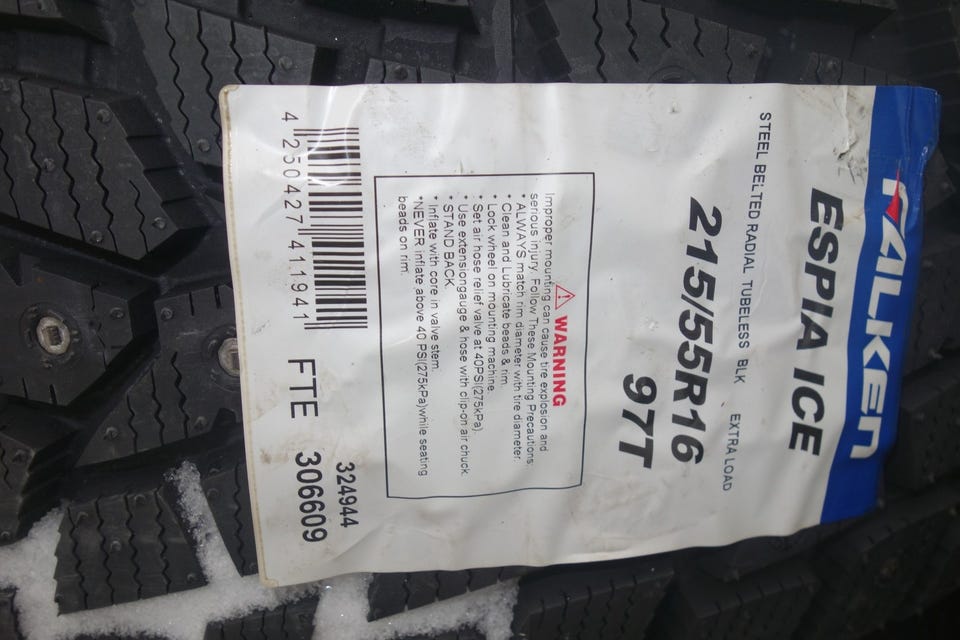 FALKEN
ESPIA ICE
STEEL BELTED RADIAL TUBELESS BLK EXTRA LOAD
215/55R16
97T
WARNING
Improper mounting can cause tire explosion and
serious injury. Follow These Mounting Precautions:
* ALWAYS match rim diameter with tire diameter.
* Clean and Lubricate beads & rim.
* Lock wheel on mounting machine.
* Set air hose relief valve at 40PSI(275kPa).
* Use extensiongauge & hose with clip-on air chuck.
* STAND BACK.
* Inflate with core in valve stem.
*NEVER inflate above 40 PSI(275kPa)while seating
beads on rim.
324944
4 250427 411941
FTE 306609